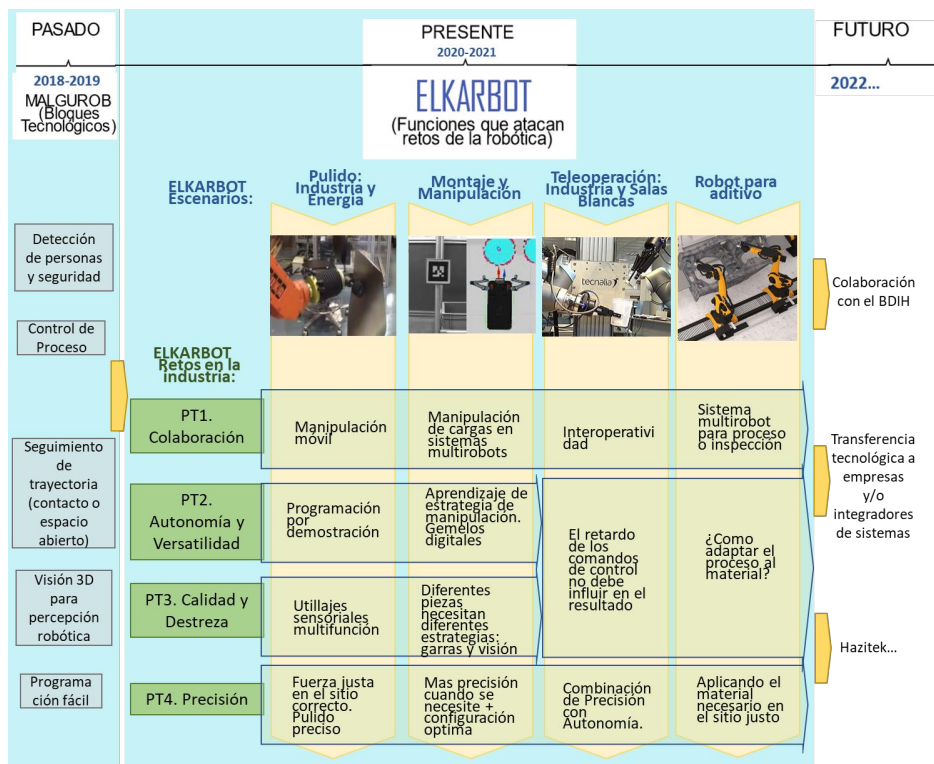 PASADO
2018-2019
MALGUROB
(Bloques
Tecnológicos)
Detección
de personas
y seguridad
Control de
Proceso
Seguimiento
de
trayectoria
(contacto o
espacio
abierto)
Visión 3D
para
percepción
robótica
Programa
ción fácil
PRESENTE
2020-2021
ELKARBOT
(Funciones que atacan
retos de la robótica)
ELKARBOT
Escenarios:
Pulido:
Industria y
Energía
Montaje y
Manipulación
Teleoperación:
Industria y Salas
Blancas
Robot para
aditivo
tecnalia
ELKARBOT
Retos en la
industria:
PT1.
Colaboración
Manipulación
móvil
Manipulación
de cargas en
sistemas
multirobots
Interoperativi
dad
Sistema
multirobot
para proceso
o inspección
PT2.
Autonomía y
Versatilidad
Programación
por
demostración
Aprendizaje de
estrategia de
manipulación.
Gemelos
digitales
El retardo
de los
comandos
de control
no debe
influir en el
resultado
¿Como
adaptar el
proceso al
material?
PT3. Calidad y
Destreza
Utillajes
sensoriales
multifunción
Diferentes
piezas
necesitan
diferentes
estrategias:
garras y visión
PT4. Precisión
Fuerza justa
en el sitio
correcto.
Pulido
preciso
Mas precisión
cuando se
necesite +
configuración
optima
Combinación
de Precisión
con
Autonomía.
Aplicando el
material
necesario en
el sitio justo
FUTURO
2022...
Colaboración
con el BDIH
Transferencia
tecnológica a
empresas
y/o
integradores
de sistemas
Hazitek...